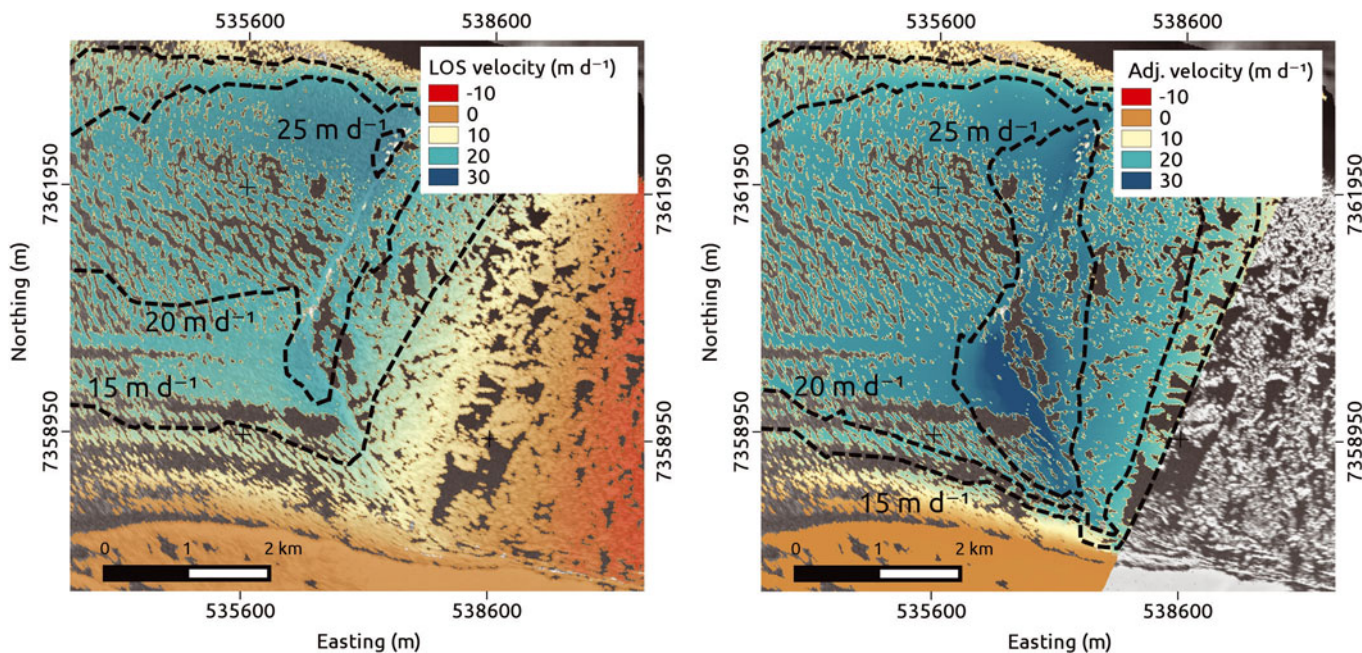 535600 538600
LOS velocity (m d⁻¹)
-10
0
10
20
30
25 m d⁻¹
20 m d⁻¹
15 m d⁻¹
7361950
7358950
Northing (m)
7361950
7358950
0 1 2 km
535600 538600
Easting (m)
535600 538600
Adj. velocity (m d⁻¹)
-10
0
10
20
30
25 m d⁻¹
20 m d⁻¹
15 m d⁻¹
7361950
7358950
Northing (m)
7361950
7358950
0 1 2 km
535600 538600
Easting (m)